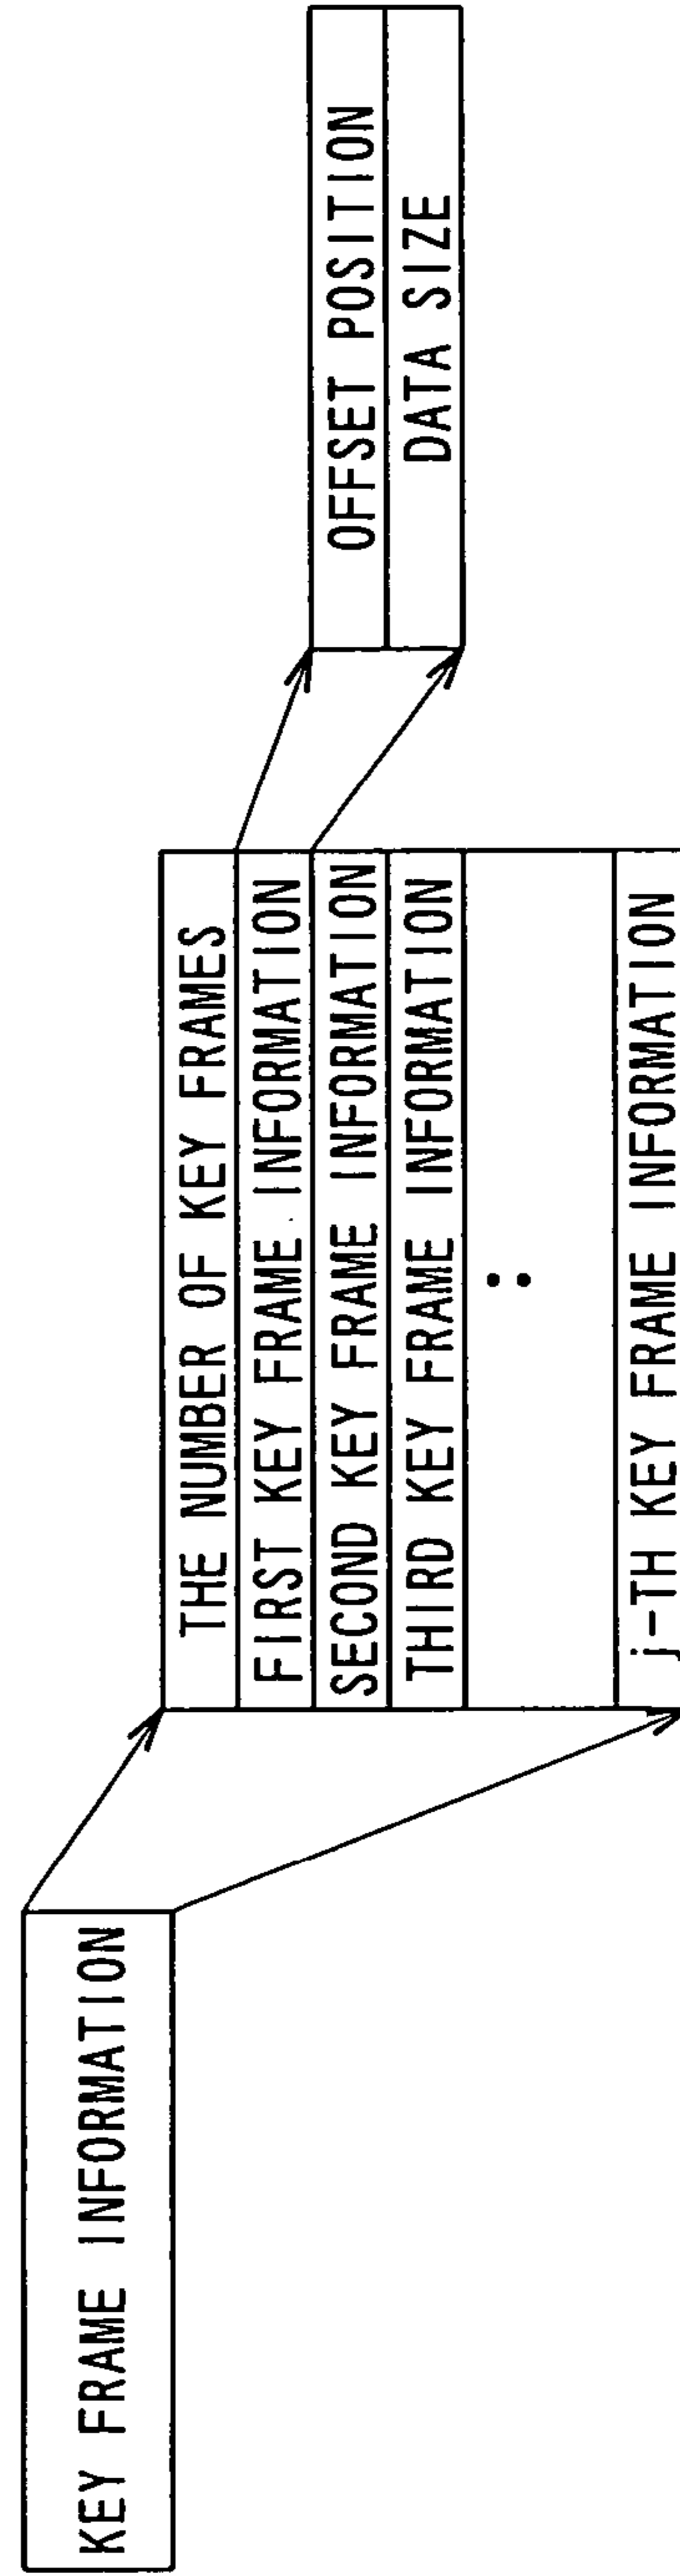 KEY FRAME INFORMATION
THE NUMBER OF KEY FRAMES
FIRST KEY FRAME INFORMATION
SECOND KEY FRAME INFORMATION
THIRD KEY FRAME INFORMATION
:
j-TH KEY FRAME INFORMATION
OFFSET POSITION
DATA SIZE